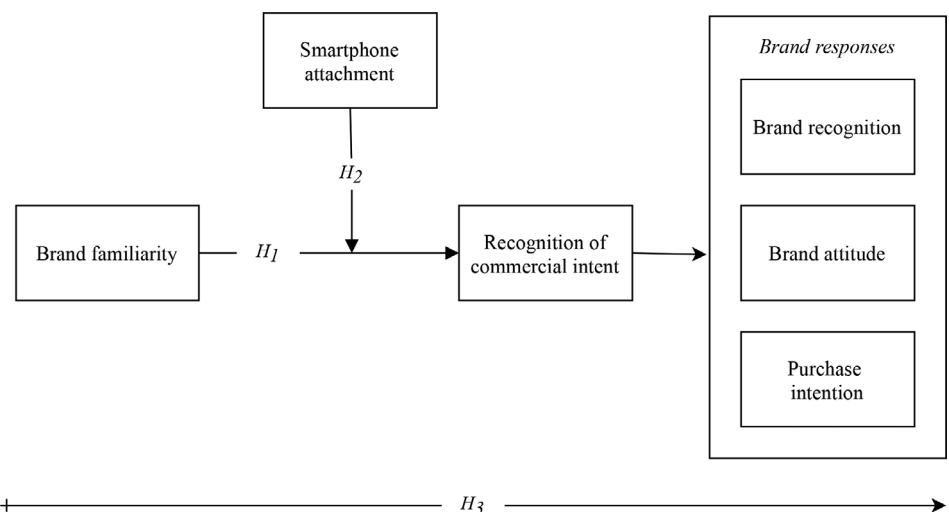 Smartphone
attachment
Brand responses
Brand recognition
H2
Brand familiarity
H1
Recognition of
commercial intent
Brand attitude
Purchase
intention
H3